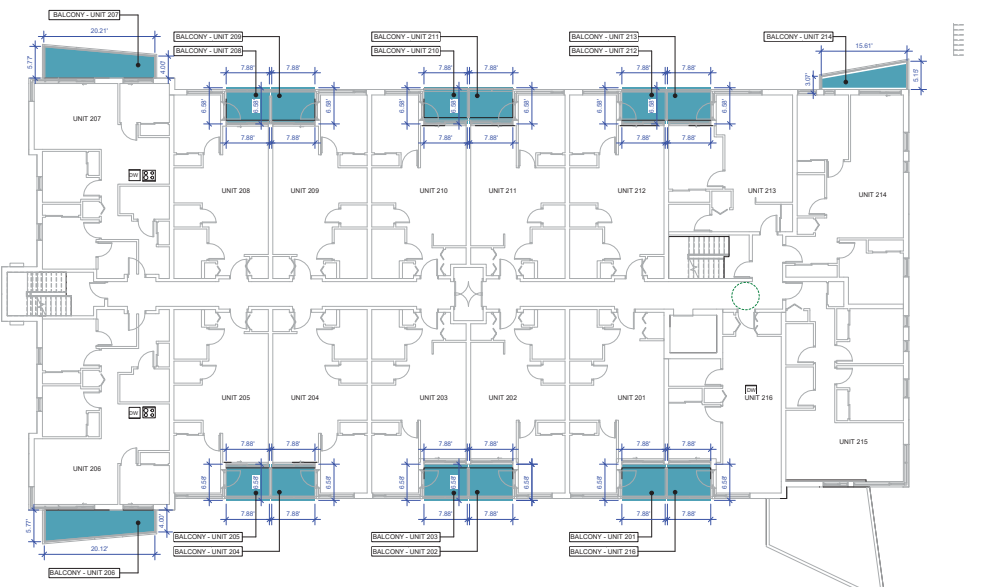 BALCONY - UNIT 207
20.21'
5.77'
4.00'
BALCONY - UNIT 209
BALCONY - UNIT 208
7.88'
7.88'
6.58'
6.58'
6.58'
7.88'
7.88'
BALCONY - UNIT 211
BALCONY - UNIT 210
7.88'
7.88'
6.58'
6.58'
6.58'
7.88'
7.88'
BALCONY - UNIT 213
BALCONY - UNIT 212
7.88'
7.88'
6.58'
6.58'
6.58'
7.88'
7.88'
BALCONY - UNIT 214
15.61'
3.07'
5.18'
UNIT 207
DW
UNIT 208
UNIT 209
UNIT 210
UNIT 211
UNIT 212
UNIT 213
UNIT 214
UNIT 205
UNIT 204
UNIT 203
UNIT 202
UNIT 201
DW
UNIT 216
DW
UNIT 215
UNIT 206
7.88'
7.88'
6.58'
6.58'
6.58'
7.88'
7.88'
BALCONY - UNIT 205
BALCONY - UNIT 204
7.88'
7.88'
6.58'
6.58'
6.58'
7.88'
7.88'
BALCONY - UNIT 203
BALCONY - UNIT 202
7.88'
7.88'
6.58'
6.58'
6.58'
7.88'
7.88'
BALCONY - UNIT 201
BALCONY - UNIT 216
5.77'
4.00'
20.12'
BALCONY - UNIT 206